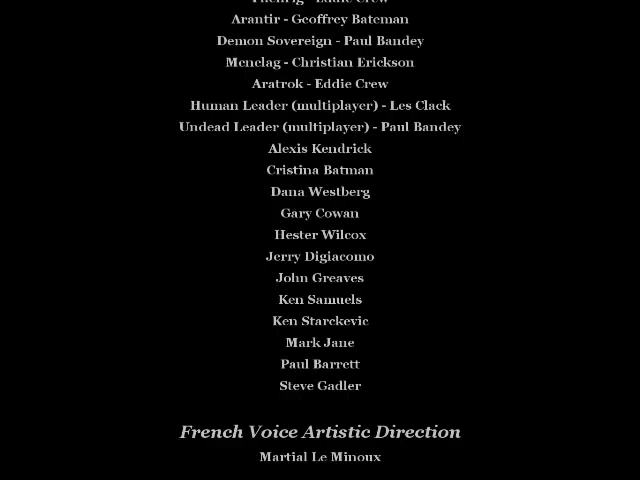 - Eddie Crew
Arantir - Geoffrey Bateman
Demon Sovereign - Paul Bandey
Menelag - Christian Erickson
Aratrok - Eddie Crew
Human Leader (multiplayer) - Les Clack
Undead Leader (multiplayer) - Paul Bandey
Alexis Kendrick
Cristina Batman
Dana Westberg
Gary Cowan
Hester Wilcox
Jerry Digiacomo
John Greaves
Ken Samuels
Ken Starckevic
Mark Jane
Paul Barrett
Steve Gadler
French Voice Artistic Direction
Martial Le Minoux